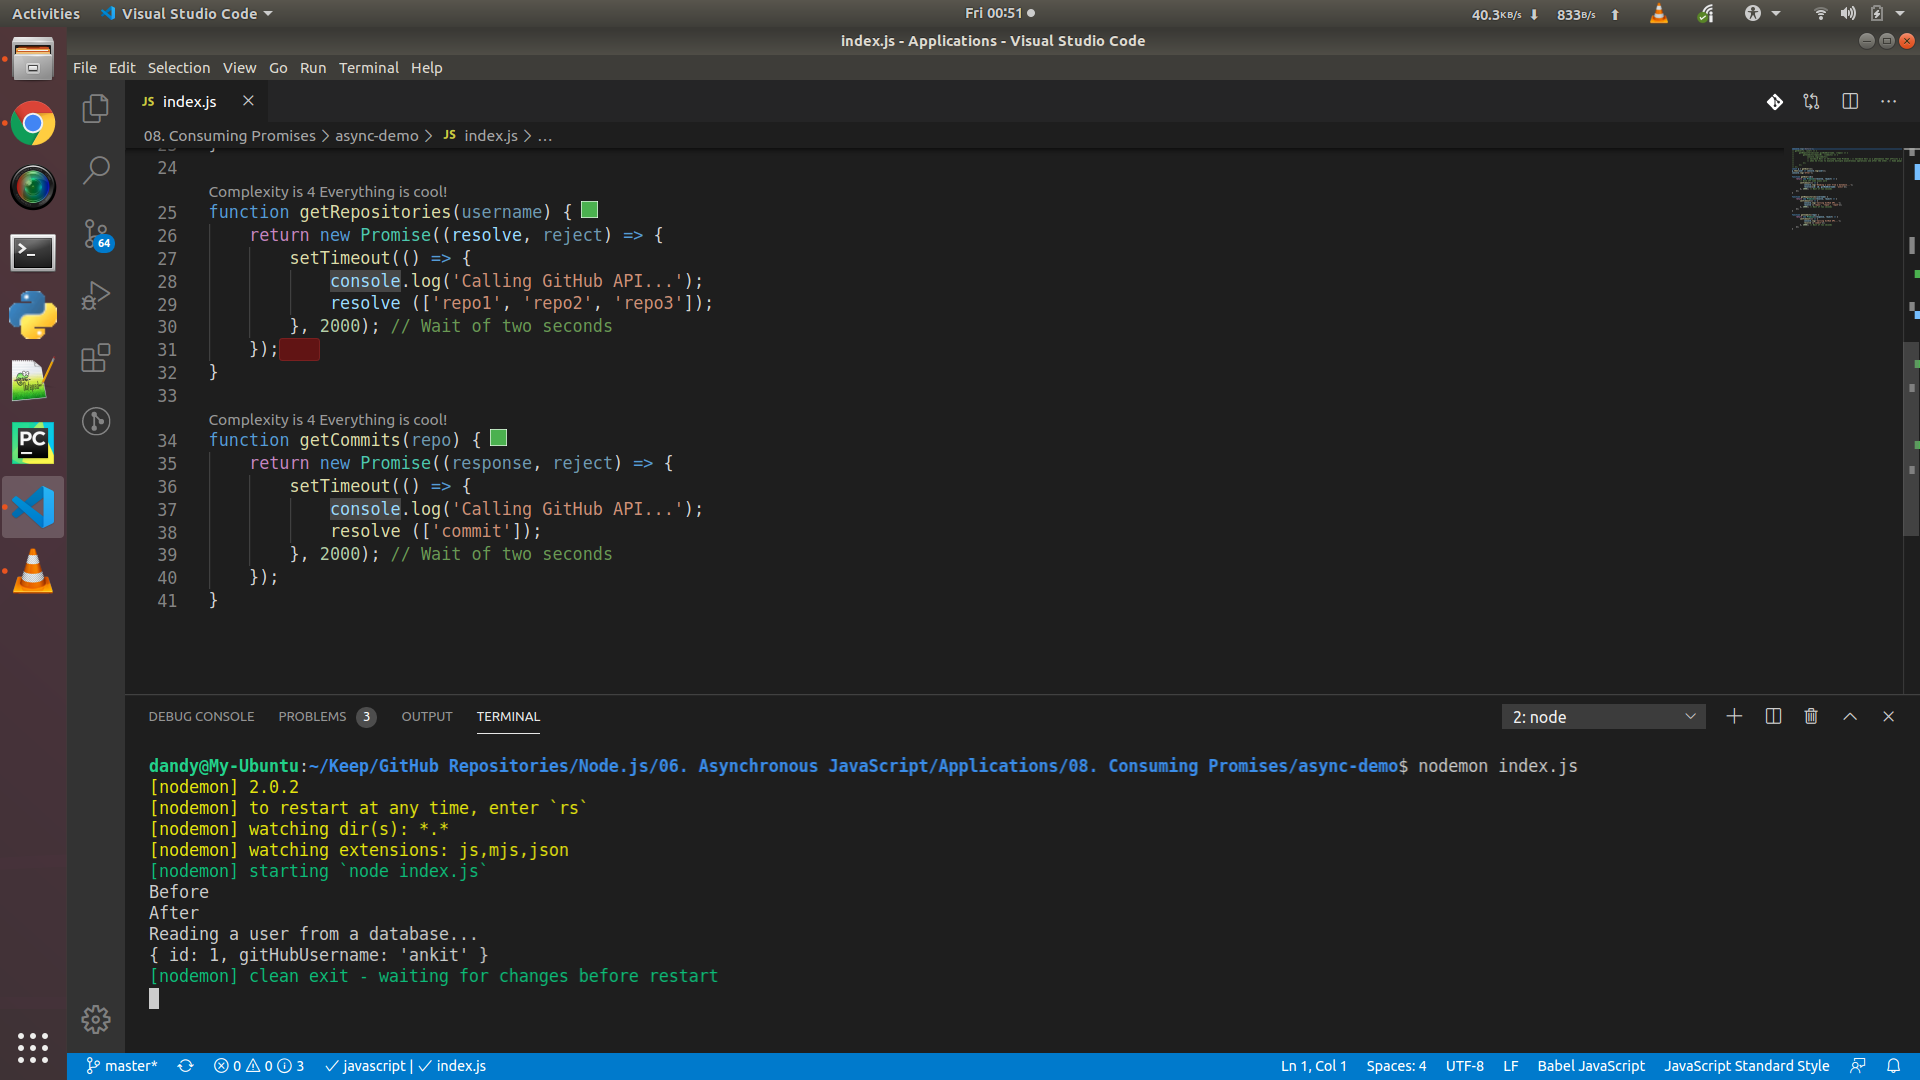 Activities Visual Studio Code Fri 00:51 40.3KB/s 833B/s
index.js - Applications - Visual Studio Code
File Edit Selection View Go Run Terminal Help
JS index.js
08. Consuming Promises > async-demo > JS index.js > ...
24
Complexity is 4 Everything is cool!
25 function getRepositories(username) {
26 return new Promise((resolve, reject) => {
27 setTimeout(() => {
28 console.log('Calling GitHub API...');
29 resolve (['repo1', 'repo2', 'repo3']);
30 }, 2000); // Wait of two seconds
31 });
32 }
33
Complexity is 4 Everything is cool!
34 function getCommits(repo) {
35 return new Promise((response, reject) => {
36 setTimeout(() => {
37 console.log('Calling GitHub API...');
38 resolve (['commit']);
39 }, 2000); // Wait of two seconds
40 });
41 }
64
PC
DEBUG CONSOLE PROBLEMS 3 OUTPUT TERMINAL 2: node
dandy@My-Ubuntu:~/Keep/GitHub Repositories/Node.js/06. Asynchronous JavaScript/Applications/08. Consuming Promises/async-demo$ nodemon index.js
[nodemon] 2.0.2
[nodemon] to restart at any time, enter `rs`
[nodemon] watching dir(s): *.*
[nodemon] watching extensions: js,mjs,json
[nodemon] starting `node index.js`
Before
After
Reading a user from a database...
{ id: 1, gitHubUsername: 'ankit' }
[nodemon] clean exit - waiting for changes before restart
master* 0 0 3 javascript | index.js Ln 1, Col 1 Spaces: 4 UTF-8 LF Babel JavaScript JavaScript Standard Style